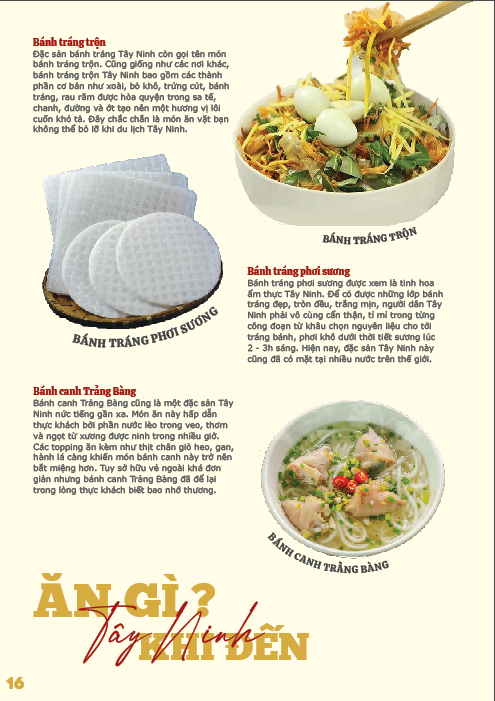 Bánh tráng trộn
Đặc sản bánh tráng Tây Ninh còn gọi tên món
bánh tráng trộn. Cũng giống như các nơi khác,
bánh tráng trộn Tây Ninh bao gồm các thành
phần cơ bản như xoài, bò khô, trứng cút, bánh
tráng, rau răm được hòa quyện trong sa tế,
chanh, đường và ớt tạo nên một hương vị lôi
cuốn khó tả. Đây chắc chắn là món ăn vặt bạn
không thể bỏ lỡ khi du lịch Tây Ninh.
BÁNH TRÁNG TRỘN
BÁNH TRÁNG PHƠI SƯƠNG
Bánh tráng phơi sương
Bánh tráng phơi sương được xem là tinh hoa
ẩm thực Tây Ninh. Để có được những lớp bánh
tráng đẹp, tròn đều, trắng mịn, người dân Tây
Ninh phải vô cùng cẩn thận, tỉ mỉ trong từng
công đoạn từ khâu chọn nguyên liệu cho tới
tráng bánh, phơi khô dưới thời tiết sương lúc
2 - 3h sáng. Hiện nay, đặc sản Tây Ninh này
cũng đã có mặt tại nhiều nước trên thế giới.
Bánh canh Trảng Bàng
Bánh canh Trảng Bàng cũng là một đặc sản Tây
Ninh nức tiếng gần xa. Món ăn này hấp dẫn
thực khách bởi phần nước lèo trong veo, thơm
và ngọt từ xương được ninh trong nhiều giờ.
Các topping ăn kèm như thịt chân giò heo, gan,
hành lá càng khiến món bánh canh này trở nên
bắt miệng hơn. Tuy sở hữu vẻ ngoài khá đơn
giản nhưng bánh canh Trảng Bàng đã để lại
trong lòng thực khách biết bao nhớ thương.
BÁNH CANH TRẢNG BÀNG
ĂN GÌ ?
KHI ĐẾN
Tây Ninh
16